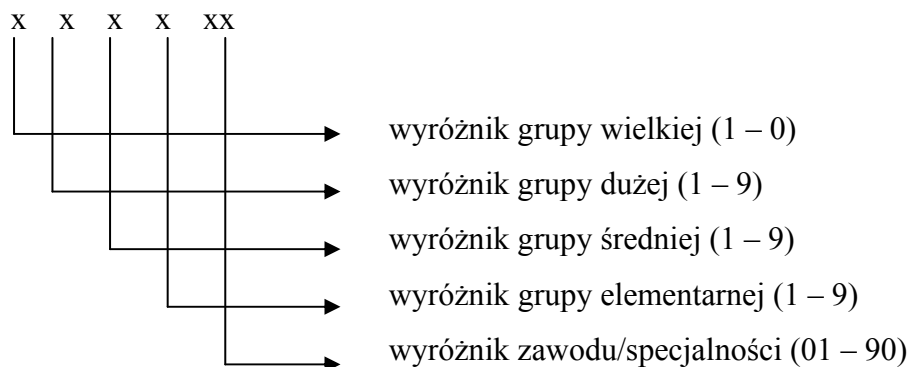 x x x x xx
wyróżnik grupy wielkiej (1 – 0)
wyróżnik grupy dużej (1 – 9)
wyróżnik grupy średniej (1 – 9)
wyróżnik grupy elementarnej (1 – 9)
wyróżnik zawodu/specjalności (01 – 90)